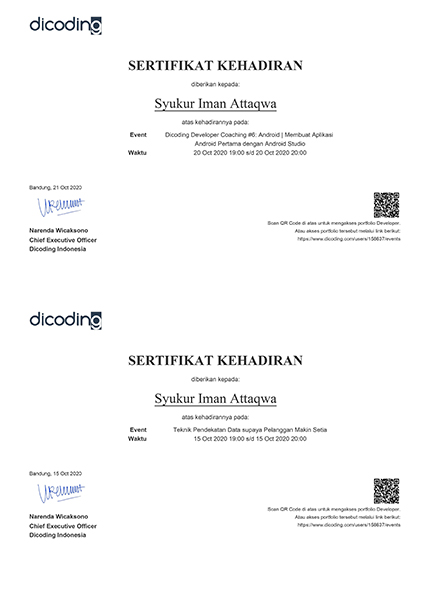 dicoding
SERTIFIKAT KEHADIRAN
diberikan kepada:
Syukur Iman Attaqwa
atas kehadirannya pada:
Event Dicoding Developer Coaching #6: Android | Membuat Aplikasi
Android Pertama dengan Android Studio
Waktu 20 Oct 2020 19:00 s/d 20 Oct 2020 20:00
Bandung, 21 Oct 2020
Narenda Wicaksono
Chief Executive Officer
Dicoding Indonesia
Scan QR Code di atas untuk mengakses portfolio Developer.
Atau akses portfolio tersebut melalui link berikut:
https://www.dicoding.com/users/156637/events
dicoding
SERTIFIKAT KEHADIRAN
diberikan kepada:
Syukur Iman Attaqwa
atas kehadirannya pada:
Event Teknik Pendekatan Data supaya Pelanggan Makin Setia
Waktu 15 Oct 2020 19:00 s/d 15 Oct 2020 20:00
Bandung, 15 Oct 2020
Narenda Wicaksono
Chief Executive Officer
Dicoding Indonesia
Scan QR Code di atas untuk mengakses portfolio Developer.
Atau akses portfolio tersebut melalui link berikut:
https://www.dicoding.com/users/156637/events